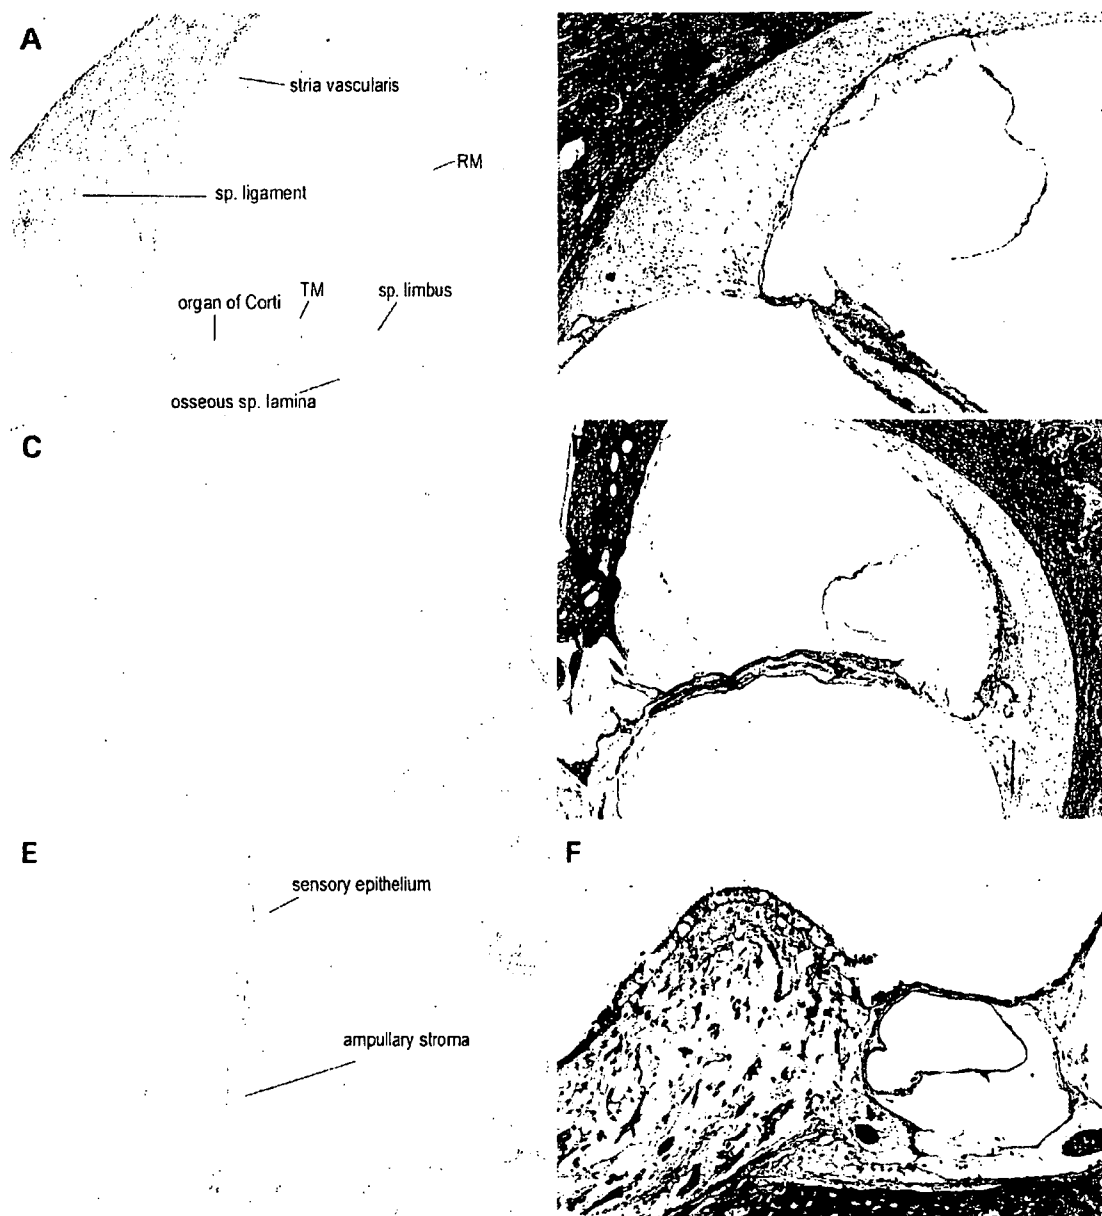 A
stria vascularis
RM
sp. ligament
organ of Corti
TM
sp. limbus
osseous sp. lamina
C
E
sensory epithelium
ampullary stroma
F